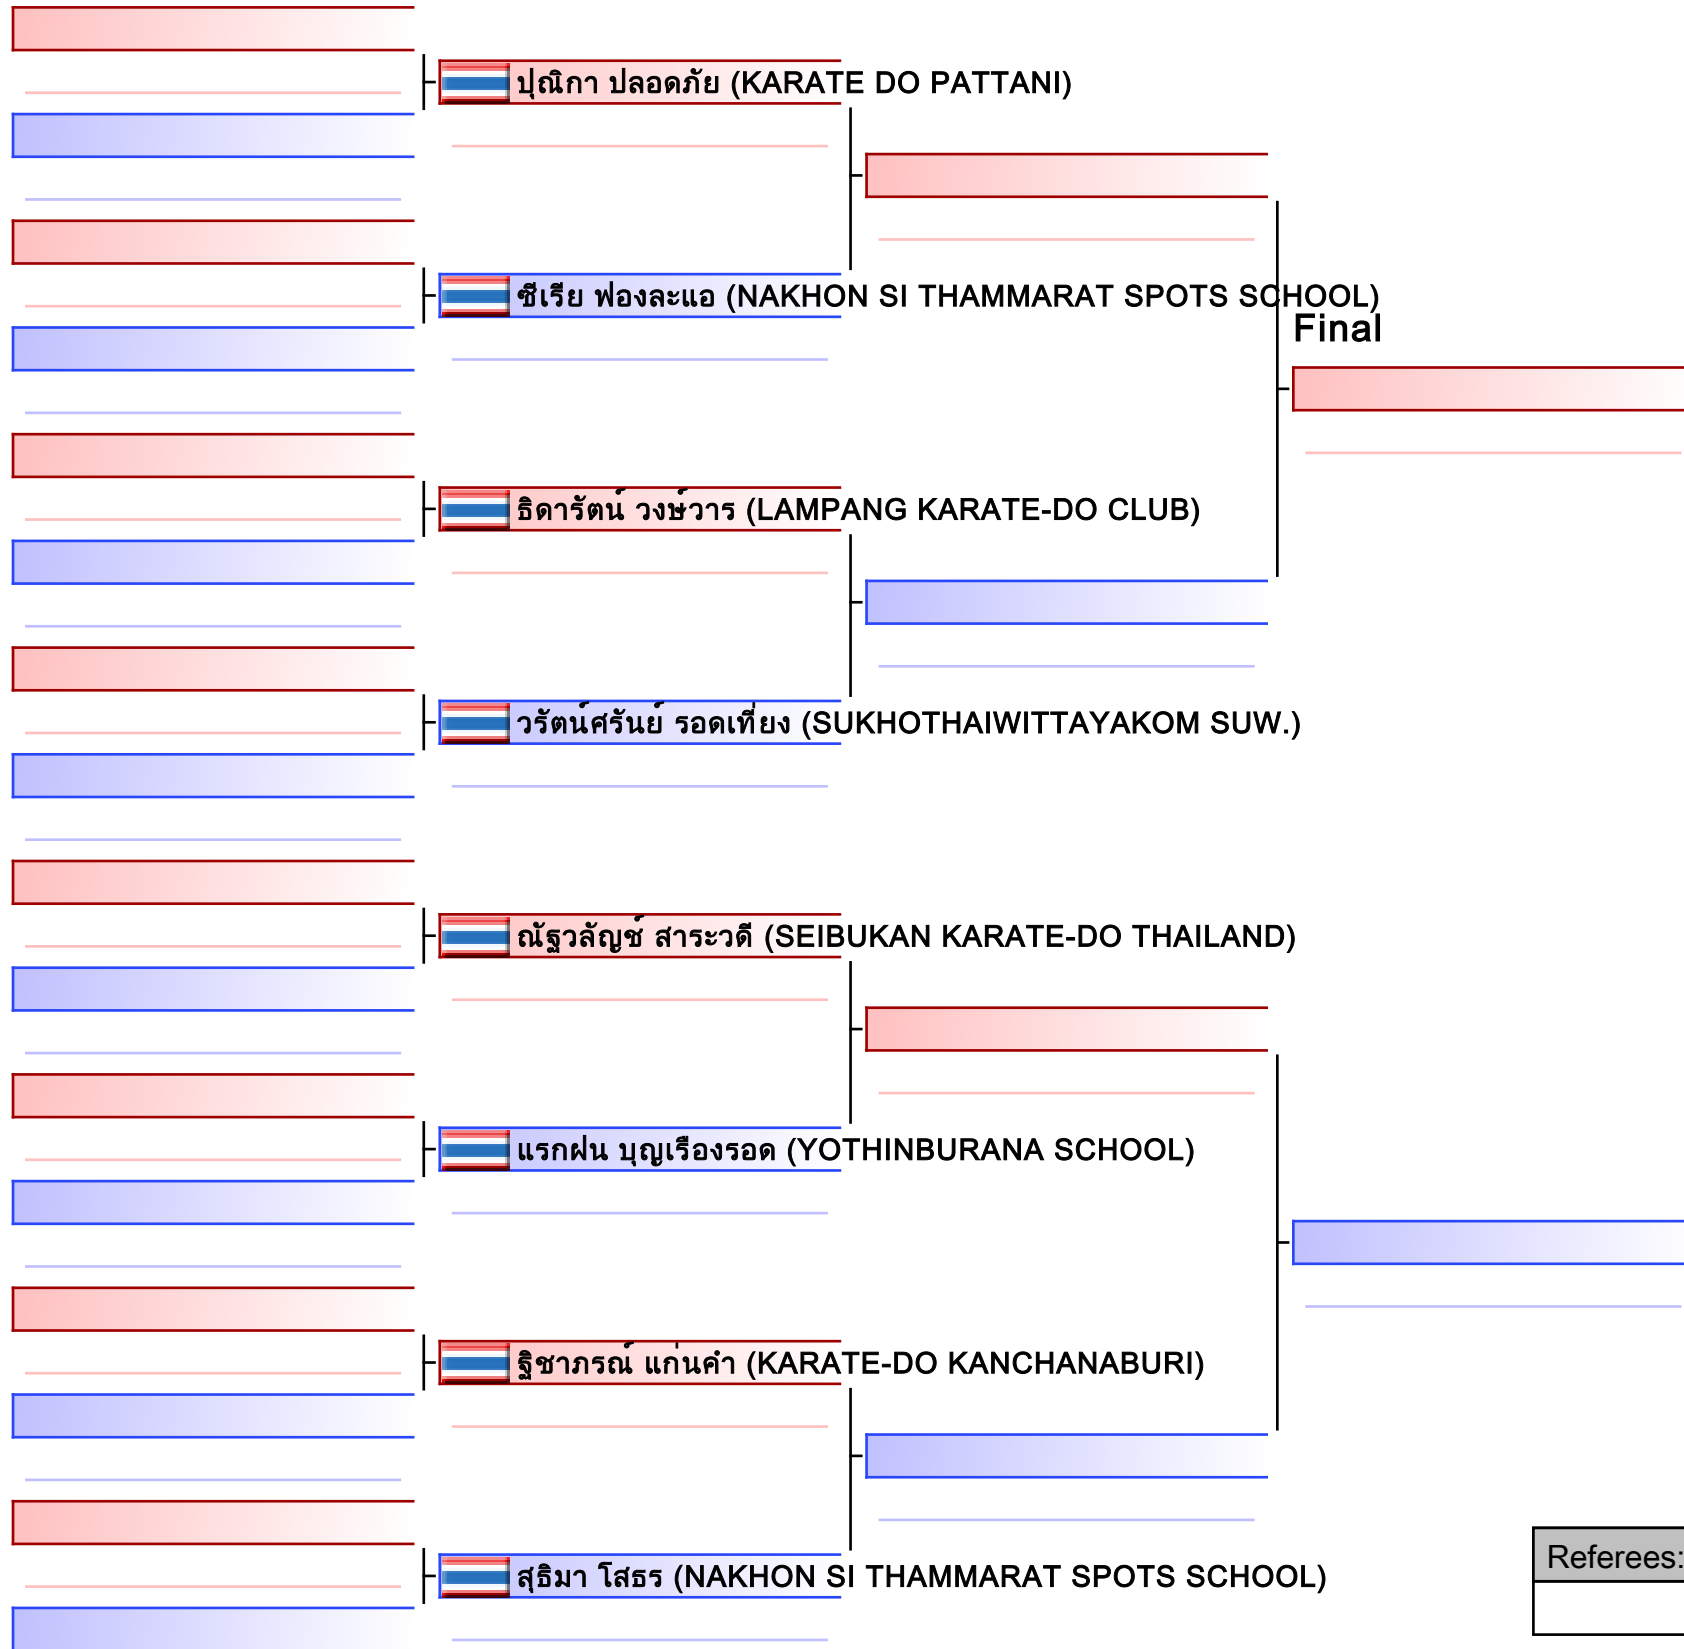 ปุณิกา ปลอดภัย (KARATE DO PATTANI)
ซีเรีย ฟองละแอ (NAKHON SI THAMMARAT SPOTS SCHOOL)
Final
ธิดารัตน์ วงษ์วาร (LAMPANG KARATE-DO CLUB)
วรัตน์ศรันย์ รอดเที่ยง (SUKHOTHAIWITTAYAKOM SUW.)
ณัฐวลัญช์ สาระวดี (SEIBUKAN KARATE-DO THAILAND)
แรกฝน บุญเรืองรอด (YOTHINBURANA SCHOOL)
ฐิชาภรณ์ แก่นคำ (KARATE-DO KANCHANABURI)
Referees:
สุธิมา โสธร (NAKHON SI THAMMARAT SPOTS SCHOOL)